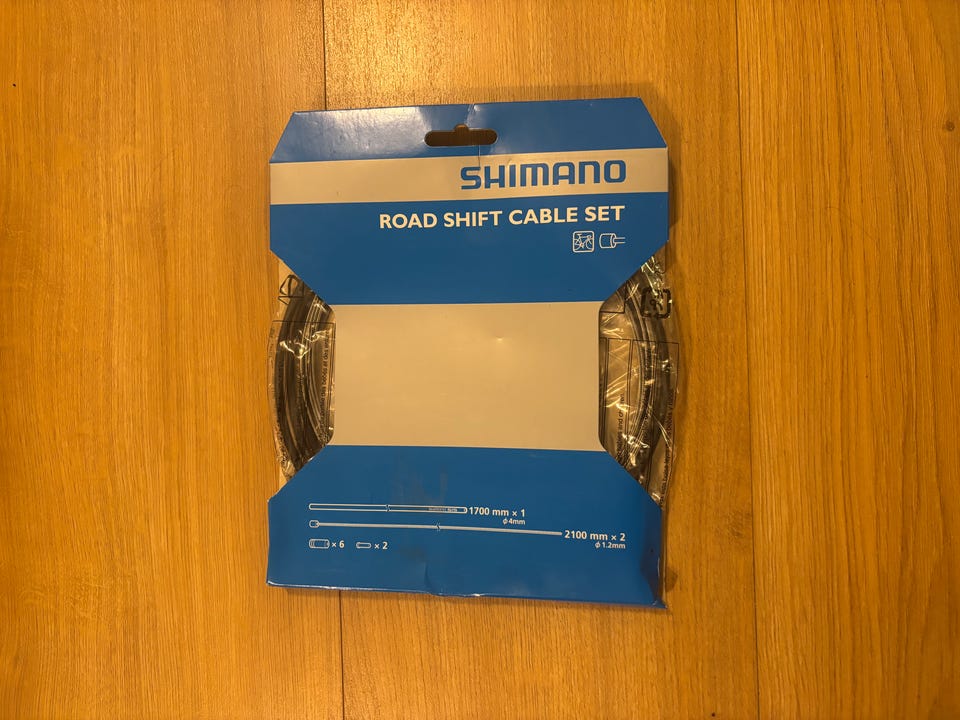 SHIMANO
ROAD SHIFT CABLE SET
1700 mm × 1
ϕ4mm
2100 mm × 2
ϕ1.2mm
× 6
× 2